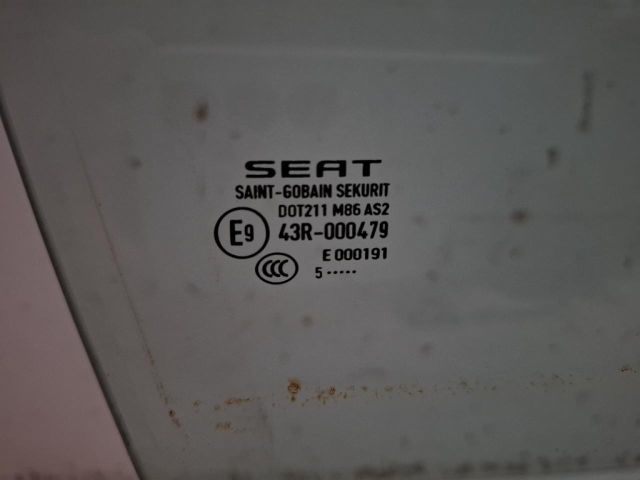 SEAT
SAINT-GOBAIN SEKURIT
DOT211 M86 AS2
E9 43R-000479
E 000191
CCC
5 •••••